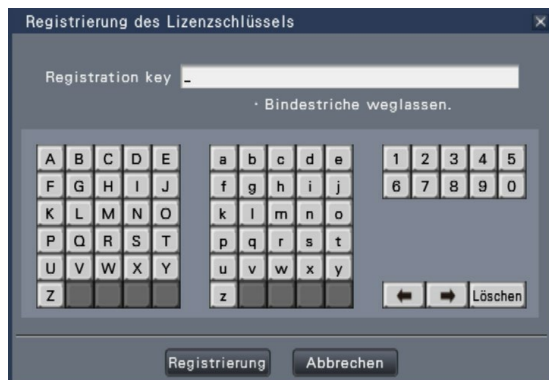 Registrierung des Lizenzschlüssels
Registration key _
· Bindestriche weglassen.
A B C D E a b c d e 1 2 3 4 5
F G H I J f g h i j 6 7 8 9 0
K L M N O k l m n o
P Q R S T p q r s t
U V W X Y u v w x y
Z z ← → Löschen
Registrierung Abbrechen